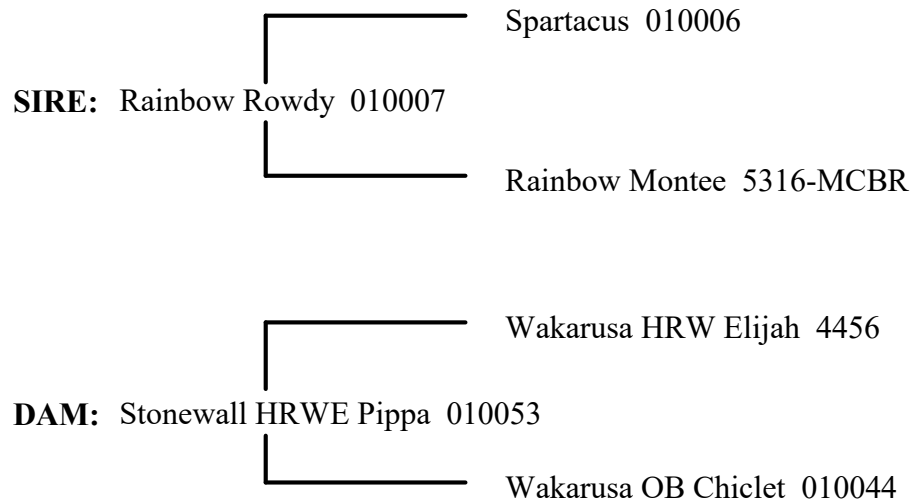 Spartacus 010006
SIRE: Rainbow Rowdy 010007
Rainbow Montee 5316-MCBR
Wakarusa HRW Elijah 4456
DAM: Stonewall HRWE Pippa 010053
Wakarusa OB Chiclet 010044